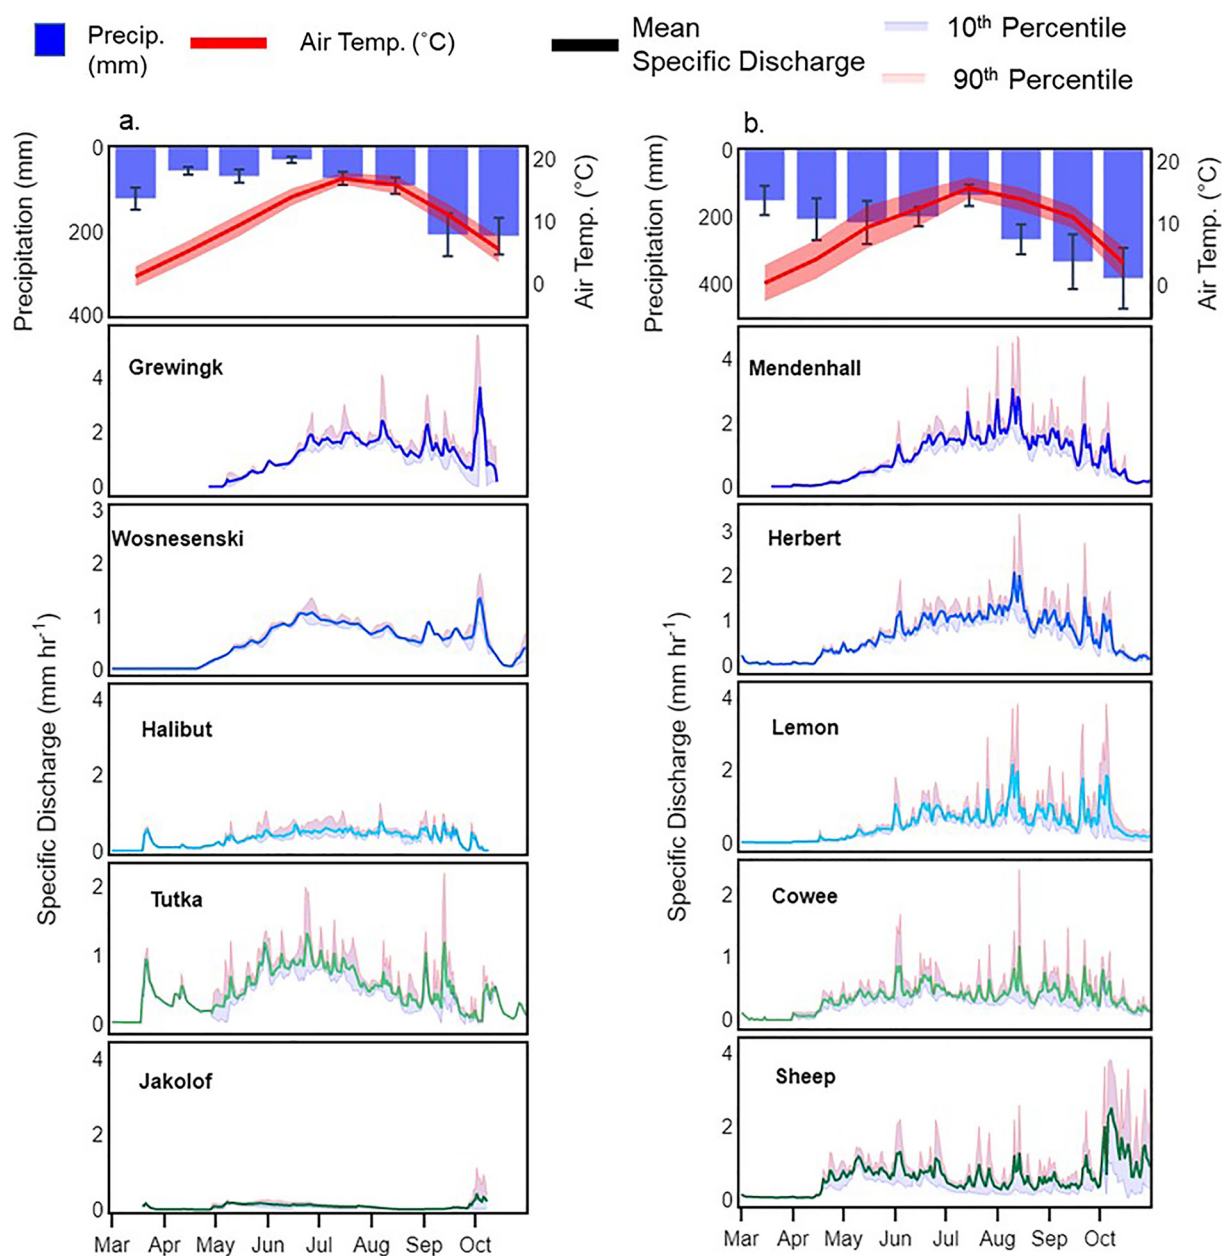 Precip.
(mm)
Air Temp. (˚C)
Mean
Specific Discharge
10th Percentile
90th Percentile
a.
Precipitation (mm)
0
200
400
20
10
0
Air Temp. (°C)
Grewingk
4
2
0
Wosnesenski
3
2
1
0
Halibut
4
2
0
Tutka
2
1
0
Jakolof
4
2
0
Specific Discharge (mm hr-1)
Mar Apr May Jun Jul Aug Sep Oct
b.
Precipitation (mm)
0
200
400
20
10
0
Air Temp. (°C)
Mendenhall
4
2
0
Herbert
3
2
1
0
Lemon
4
2
0
Cowee
2
1
0
Sheep
4
2
0
Specific Discharge (mm hr-1)
Mar Apr May Jun Jul Aug Sep Oct